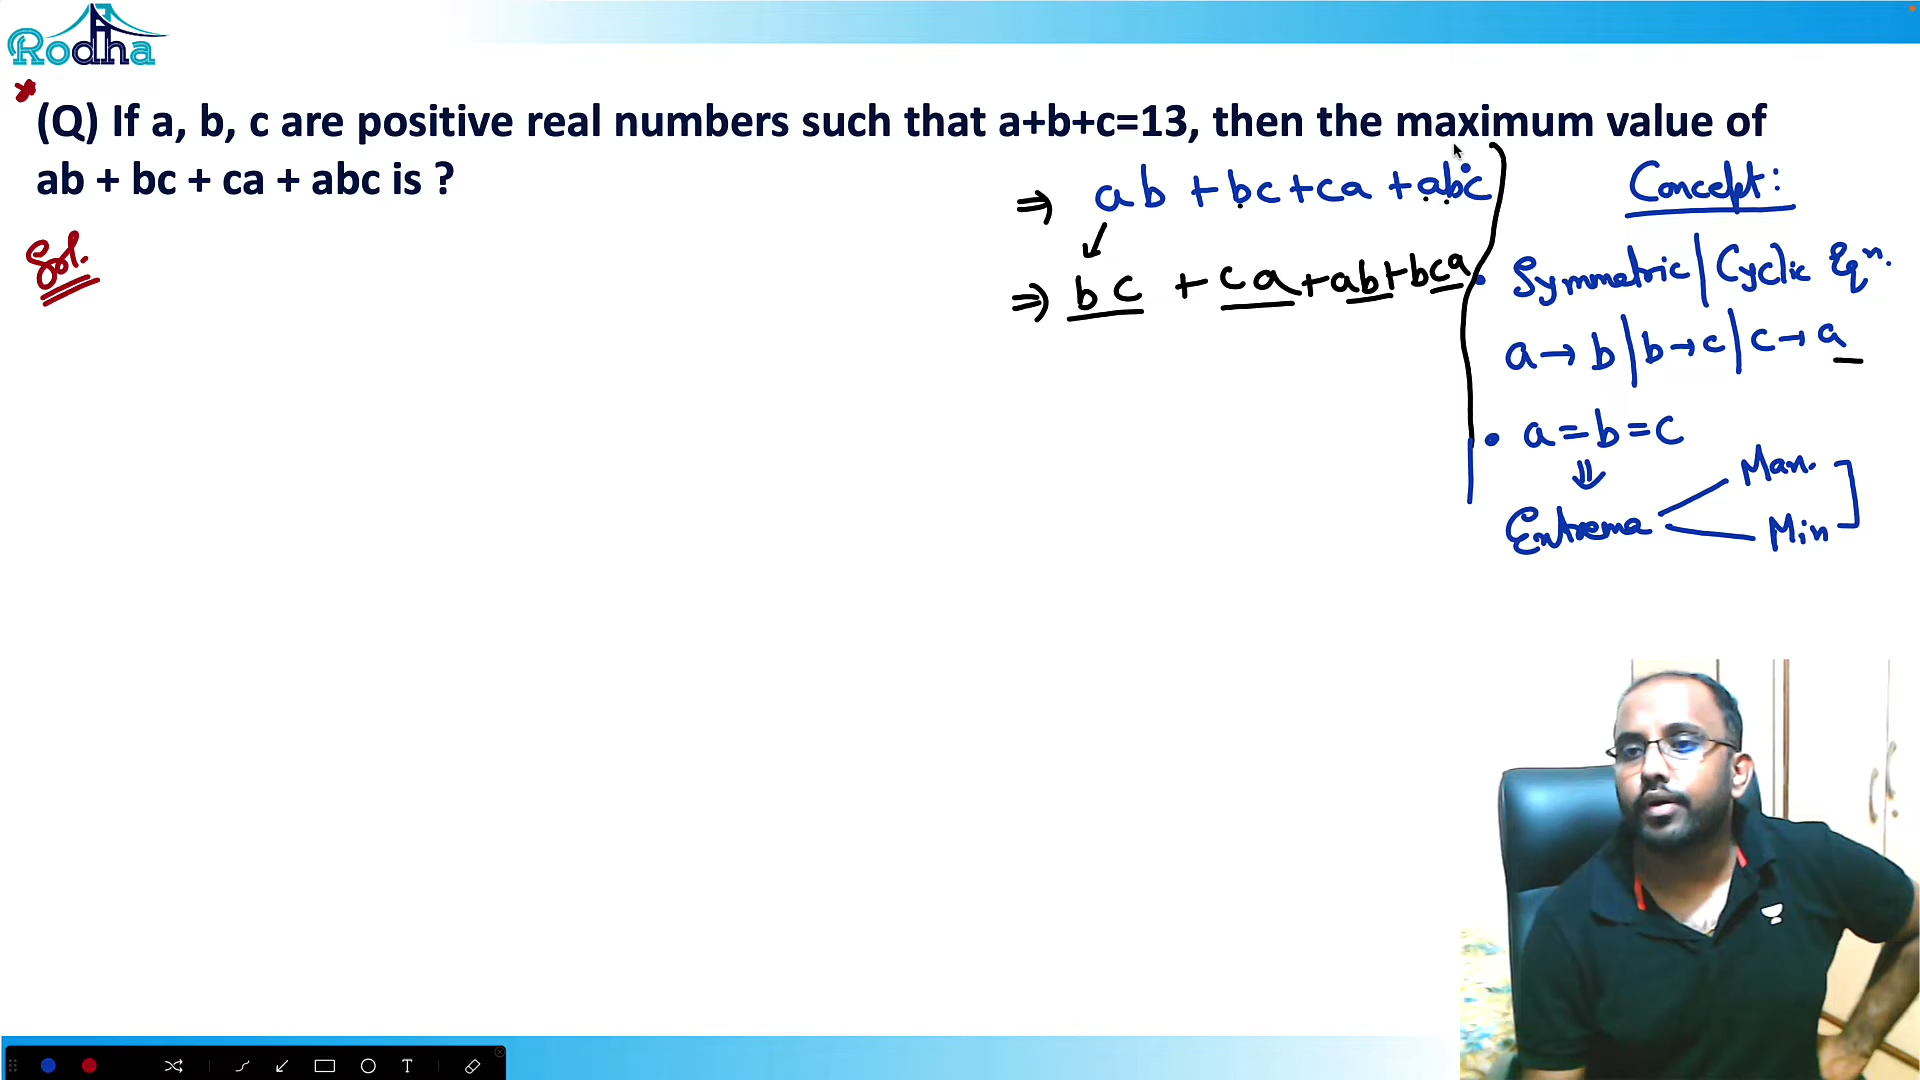 Rodha
(Q) If a, b, c are positive real numbers such that a+b+c=13, then the maximum value of
ab + bc + ca + abc is ?
Sol.
⇒ ab + bc + ca + abc
⇒ bc + ca + ab + bca
Concept:
• Symmetric | Cyclic Eqn.
a → b | b → c | c → a
• a = b = c
⇓
Extrema
Max.
Min
T